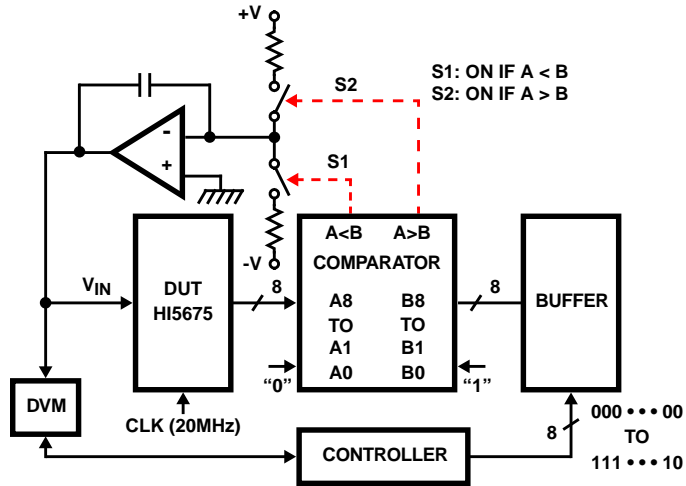 +V
S2
S1: ON IF A < B
S2: ON IF A > B
-
+
S1
-V
A<B A>B
COMPARATOR
VIN
DUT
HI5675
8
A8 B8
TO TO
A1 B1
A0 B0
8
BUFFER
"0"
"1"
DVM
CLK (20MHz)
CONTROLLER
8
000 • • • 00
TO
111 • • • 10